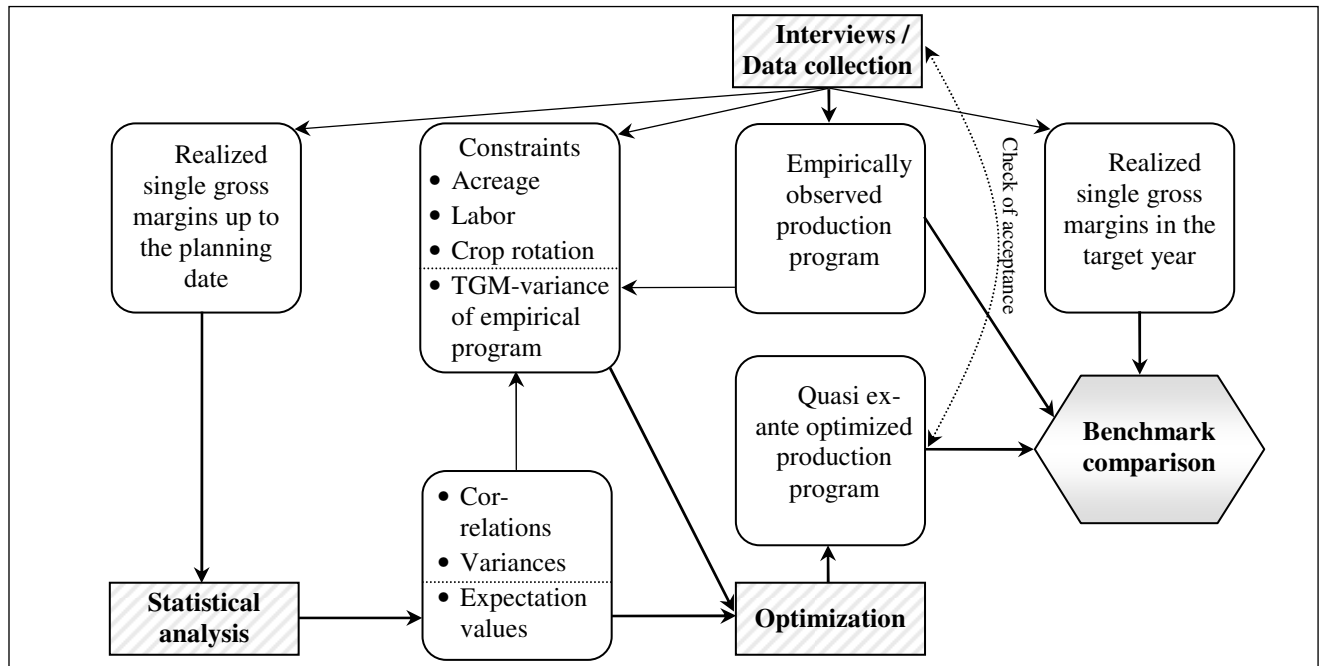 Interviews /
Data collection
Realized
single gross
margins up to
the planning
date
Constraints
• Acreage
• Labor
• Crop rotation
• TGM-variance
of empirical
program
Empirically
observed
production
program
Check of acceptance
Realized
single gross
margins in the
target year
Quasi ex-
ante optimized
production
program
Benchmark
comparison
• Cor-
relations
• Variances
• Expectation
values
Statistical
analysis
Optimization